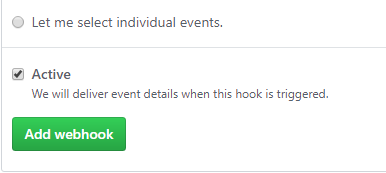 Let me select individual events.
Active
We will deliver event details when this hook is triggered.
Add webhook